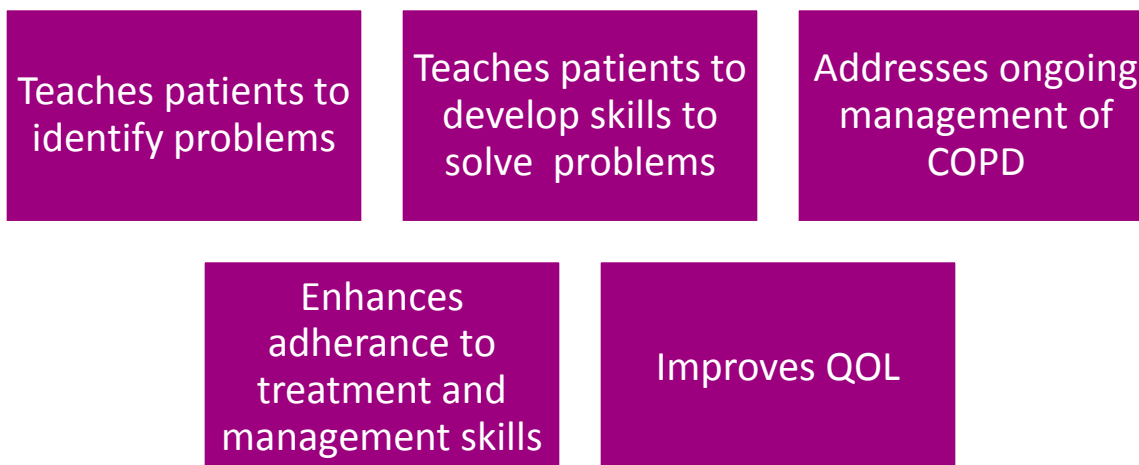 Teaches patients to
identify problems
Teaches patients to
develop skills to
solve  problems
Addresses ongoing
management of
COPD
Enhances
adherance to
treatment and
management skills
Improves QOL